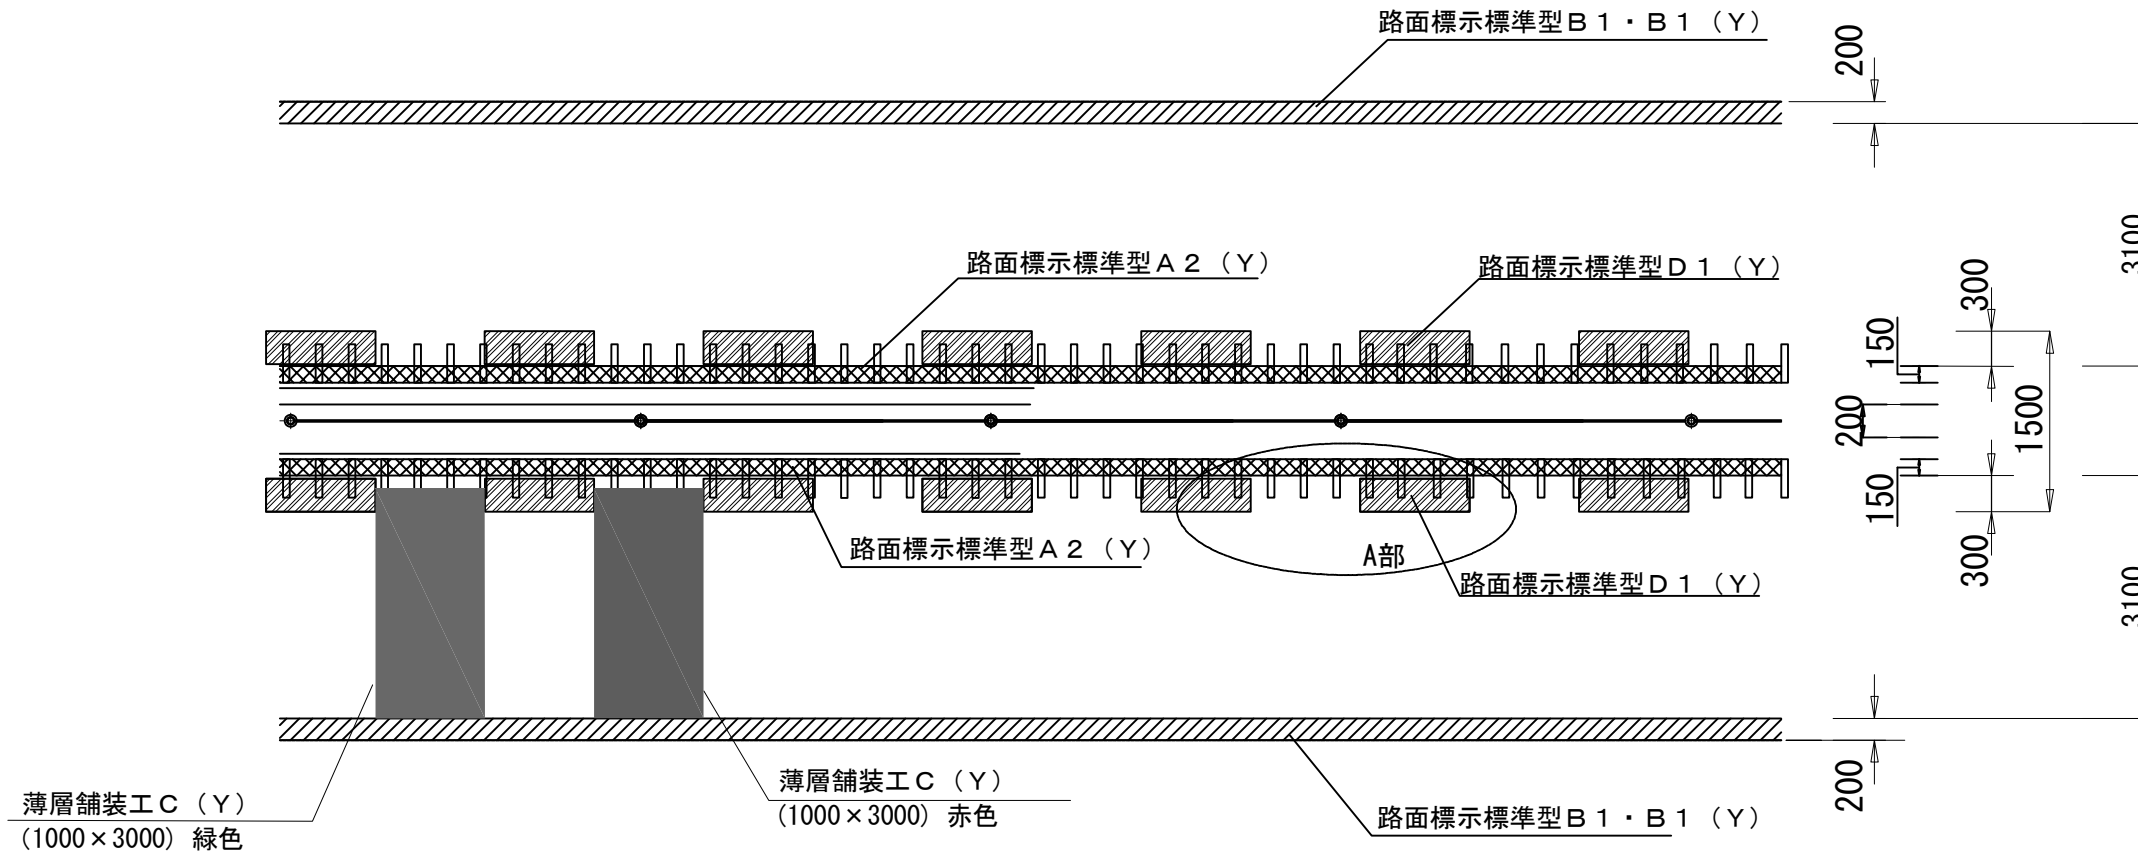 路面標示標準型Ｂ１・Ｂ１（Ｙ）
200
3100
路面標示標準型Ａ２（Ｙ）
路面標示標準型Ｄ１（Ｙ）
300
150
200
1500
150
300
路面標示標準型Ａ２（Ｙ）
A部
路面標示標準型Ｄ１（Ｙ）
3100
薄層舗装工Ｃ（Ｙ）
(1000×3000) 緑色
薄層舗装工Ｃ（Ｙ）
(1000×3000) 赤色
路面標示標準型Ｂ１・Ｂ１（Ｙ）
200